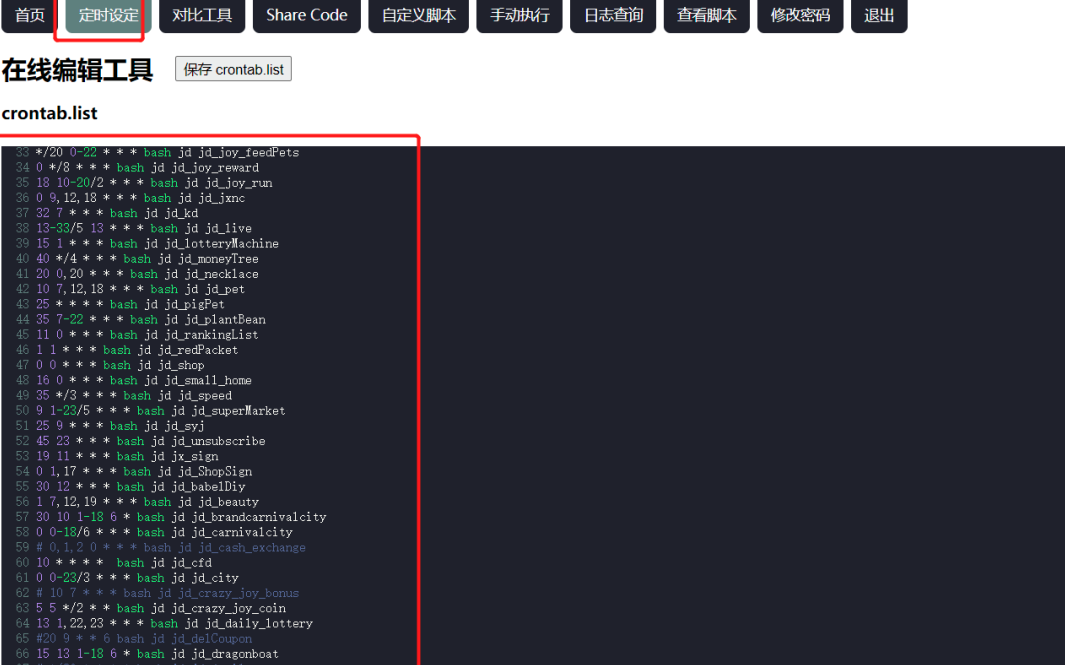 首页 定时设定 对比工具 Share Code 自定义脚本 手动执行 日志查询 查看脚本 修改密码 退出
在线编辑工具 保存 crontab.list
crontab.list
33 */20 0-22 * * * bash jd jd_joy_feedPets
34 0 */8 * * * bash jd jd_joy_reward
35 18 10-20/2 * * * bash jd jd_joy_run
36 0 9,12,18 * * * bash jd jd_jxnc
37 32 7 * * * bash jd jd_kd
38 13-33/5 13 * * * bash jd jd_live
39 15 1 * * * bash jd jd_lotteryMachine
40 40 */4 * * * bash jd jd_moneyTree
41 20 0,20 * * * bash jd jd_necklace
42 10 7,12,18 * * * bash jd jd_pet
43 25 * * * * bash jd jd_pigPet
44 35 7-22 * * * bash jd jd_plantBean
45 11 0 * * * bash jd jd_rankingList
46 1 1 * * * bash jd jd_redPacket
47 0 0 * * * bash jd jd_shop
48 16 0 * * * bash jd jd_small_home
49 35 */3 * * * bash jd jd_speed
50 9 1-23/5 * * * bash jd jd_superMarket
51 25 9 * * * bash jd jd_syj
52 45 23 * * * bash jd jd_unsubscribe
53 19 11 * * * bash jd jx_sign
54 0 1,17 * * * bash jd jd_ShopSign
55 30 12 * * * bash jd jd_babelDiy
56 1 7,12,19 * * * bash jd jd_beauty
57 30 10 1-18 6 * bash jd jd_brandcarnivalcity
58 0 0-18/6 * * * bash jd jd_carnivalcity
59 # 0,1,2 0 * * * bash jd jd_cash_exchange
60 10 * * * *  bash jd jd_cfd
61 0 0-23/3 * * * bash jd jd_city
62 # 10 7 * * * bash jd jd_crazy_joy_bonus
63 5 5 */2 * * bash jd jd_crazy_joy_coin
64 13 1,22,23 * * * bash jd jd_daily_lottery
65 #20 9 * * 6 bash jd jd_delCoupon
66 15 13 1-18 6 * bash jd jd_dragonboat